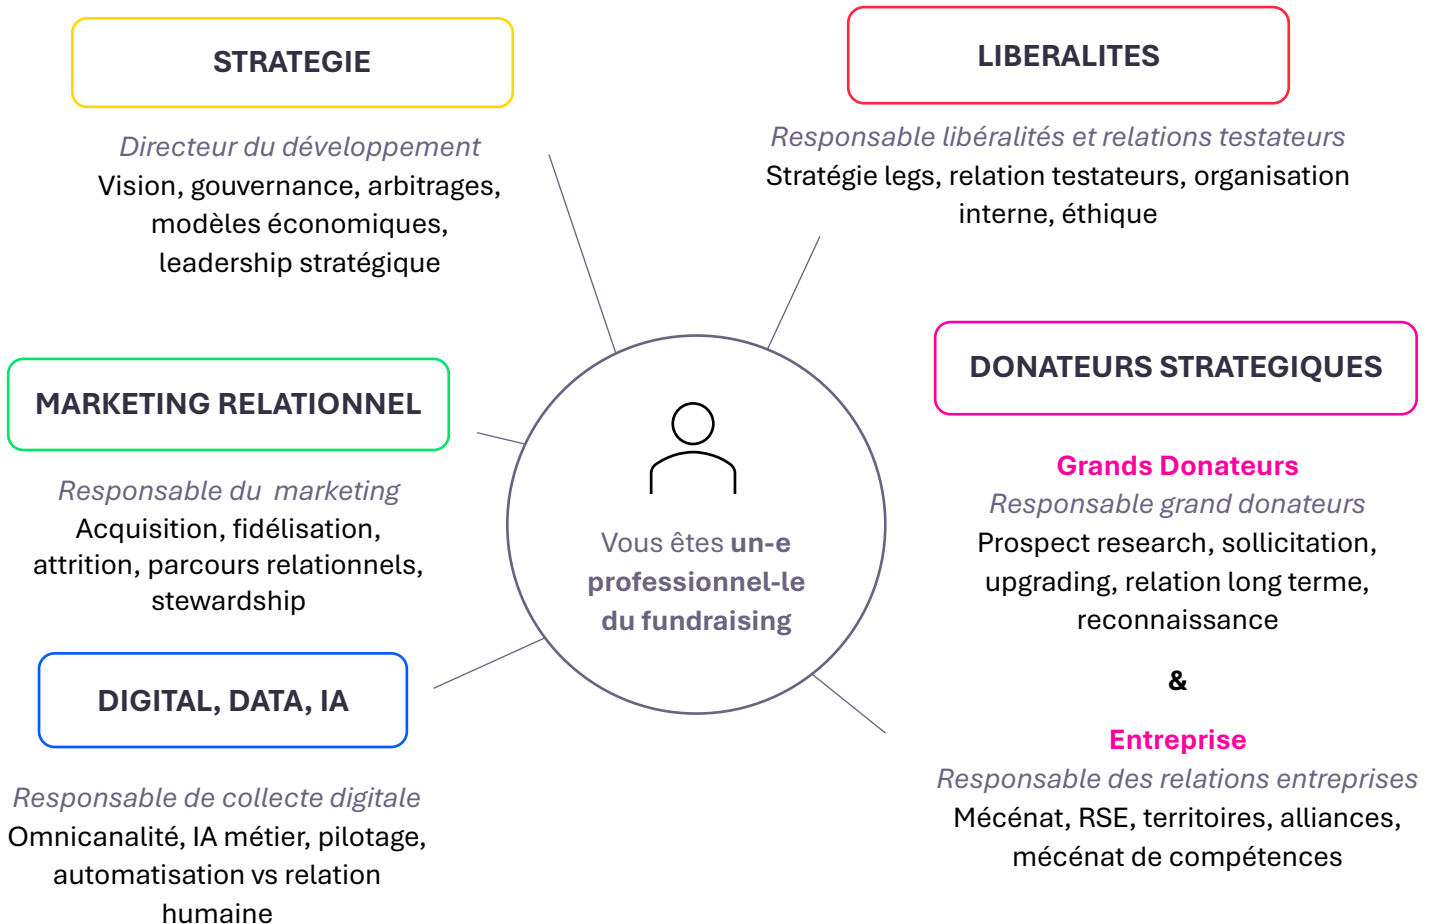 STRATEGIE
Directeur du développement
Vision, gouvernance, arbitrages,
modèles économiques,
leadership stratégique
LIBERALITES
Responsable libéralités et relations testateurs
Stratégie legs, relation testateurs, organisation
interne, éthique
MARKETING RELATIONNEL
Responsable du  marketing
Acquisition, fidélisation,
attrition, parcours relationnels,
stewardship
DIGITAL, DATA, IA
Responsable de collecte digitale
Omnicanalité, IA métier, pilotage,
automatisation vs relation
humaine
Vous êtes un-e
professionnel-le
du fundraising
DONATEURS STRATEGIQUES
Grands Donateurs
Responsable grand donateurs
Prospect research, sollicitation,
upgrading, relation long terme,
reconnaissance
&
Entreprise
Responsable des relations entreprises
Mécénat, RSE, territoires, alliances,
mécénat de compétences